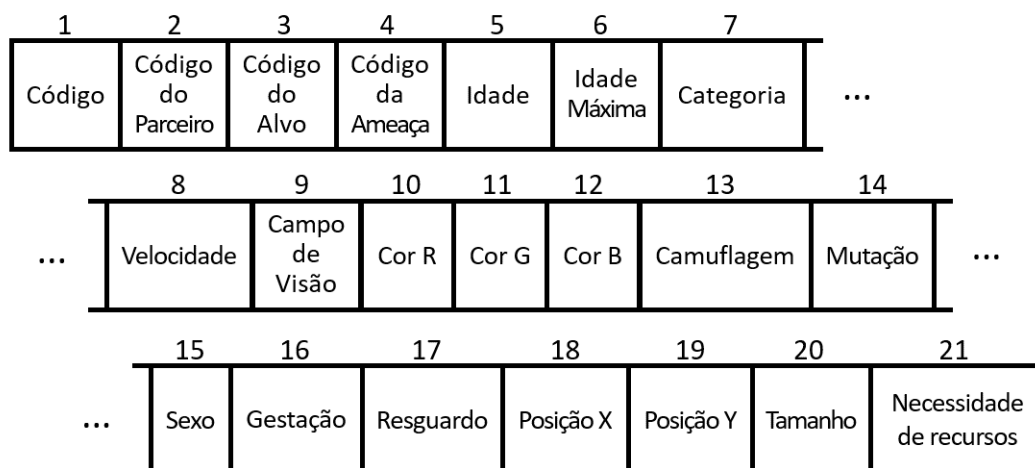 1 2 3 4 5 6 7
Código Código do Parceiro Código do Alvo Código da Ameaça Idade Idade Máxima Categoria ...
8 9 10 11 12 13 14
... Velocidade Campo de Visão Cor R Cor G Cor B Camuflagem Mutação ...
15 16 17 18 19 20 21
... Sexo Gestação Resguardo Posição X Posição Y Tamanho Necessidade de recursos